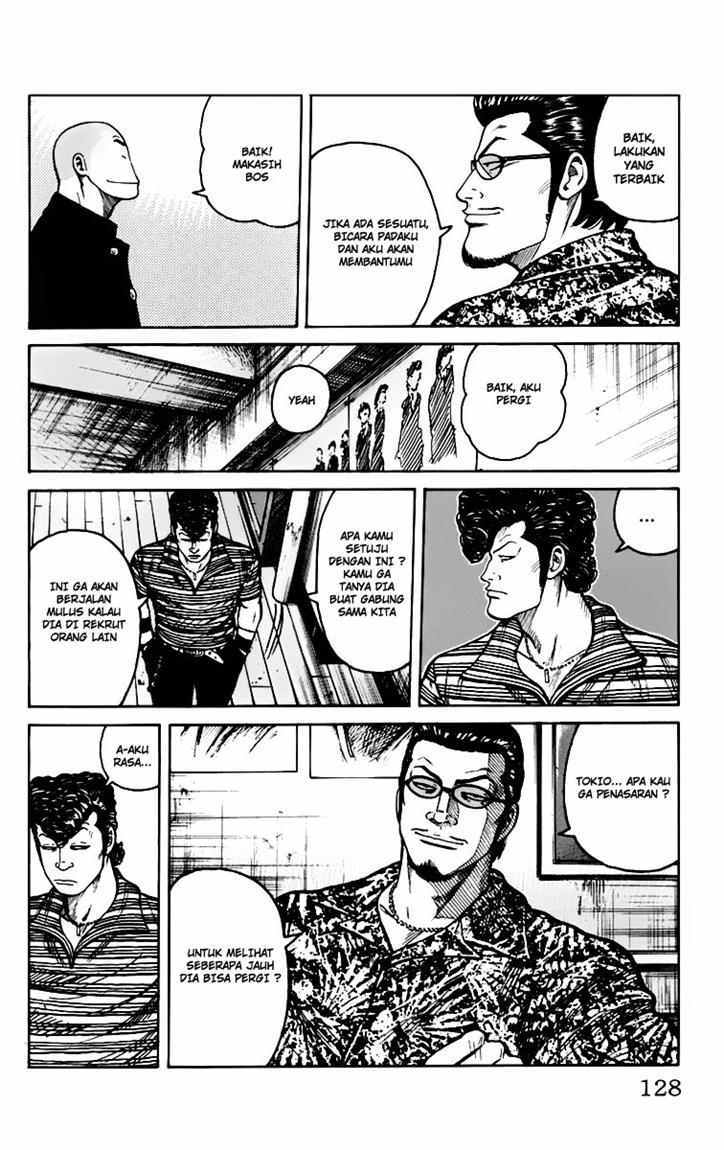 BAIK,
LAKUKAN
YANG
TERBAIK
JIKA ADA SESUATU,
BICARA PADAKU
DAN AKU AKAN
MEMBANTUMU
BAIK!
MAKASIH
BOS
BAIK, AKU
PERGI
YEAH
...
APA KAMU
SETUJU
DENGAN INI ?
KAMU GA
TANYA DIA
BUAT GABUNG
SAMA KITA
INI GA AKAN
BERJALAN
MULUS KALAU
DIA DI REKRUT
ORANG LAIN
TOKIO... APA KAU
GA PENASARAN ?
UNTUK MELIHAT
SEBERAPA JAUH
DIA BISA PERGI ?
A-AKU
RASA...
128